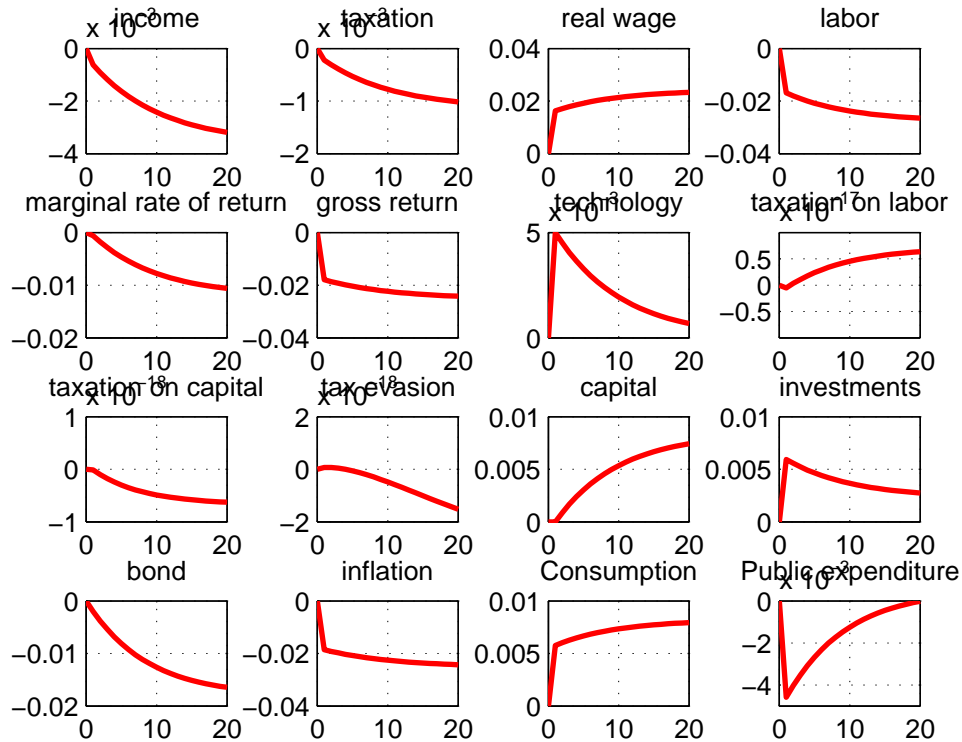 income
x 10^-3
0
−2
−4
0 10 20
taxation
x 10^-3
0
−1
−2
0 10 20
real wage
0.04
0.02
0
0 10 20
labor
0
−0.02
−0.04
0 10 20
marginal rate of return
0
−0.01
−0.02
0 10 20
gross return
0
−0.02
−0.04
0 10 20
technology
x 10^-3
5
0
0 10 20
taxation on labor
x 10^-17
0.5
0
−0.5
0 10 20
taxation on capital
x 10^-18
1
0
−1
0 10 20
tax evasion
x 10^-18
2
0
−2
0 10 20
capital
0.01
0.005
0
0 10 20
investments
0.01
0.005
0
0 10 20
bond
0
−0.01
−0.02
0 10 20
inflation
0
−0.02
−0.04
0 10 20
Consumption
0.01
0.005
0
0 10 20
Public expenditure
x 10^-3
0
−2
−4
0 10 20